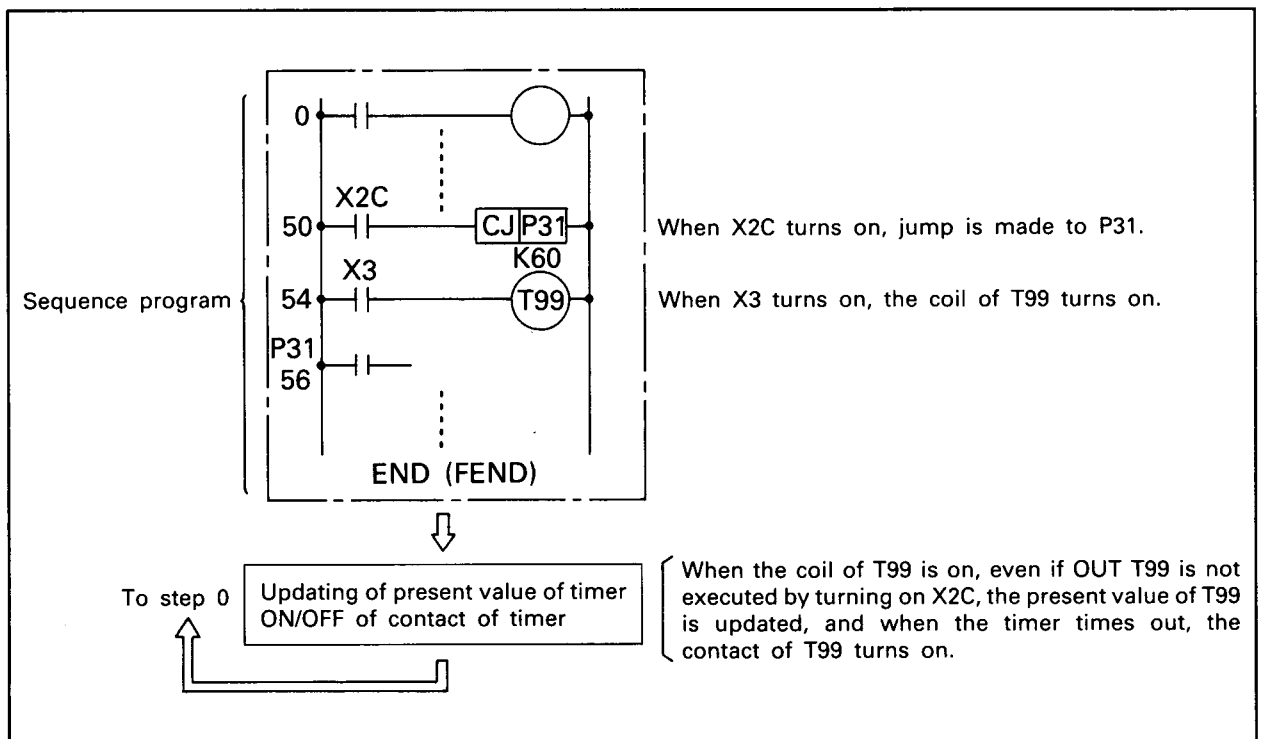 0
X2C
50 CJ P31 When X2C turns on, jump is made to P31.
K60
X3
Sequence program 54 T99 When X3 turns on, the coil of T99 turns on.
P31
56
END (FEND)
To step 0
Updating of present value of timer
ON/OFF of contact of timer
When the coil of T99 is on, even if OUT T99 is not
executed by turning on X2C, the present value of T99
is updated, and when the timer times out, the
contact of T99 turns on.